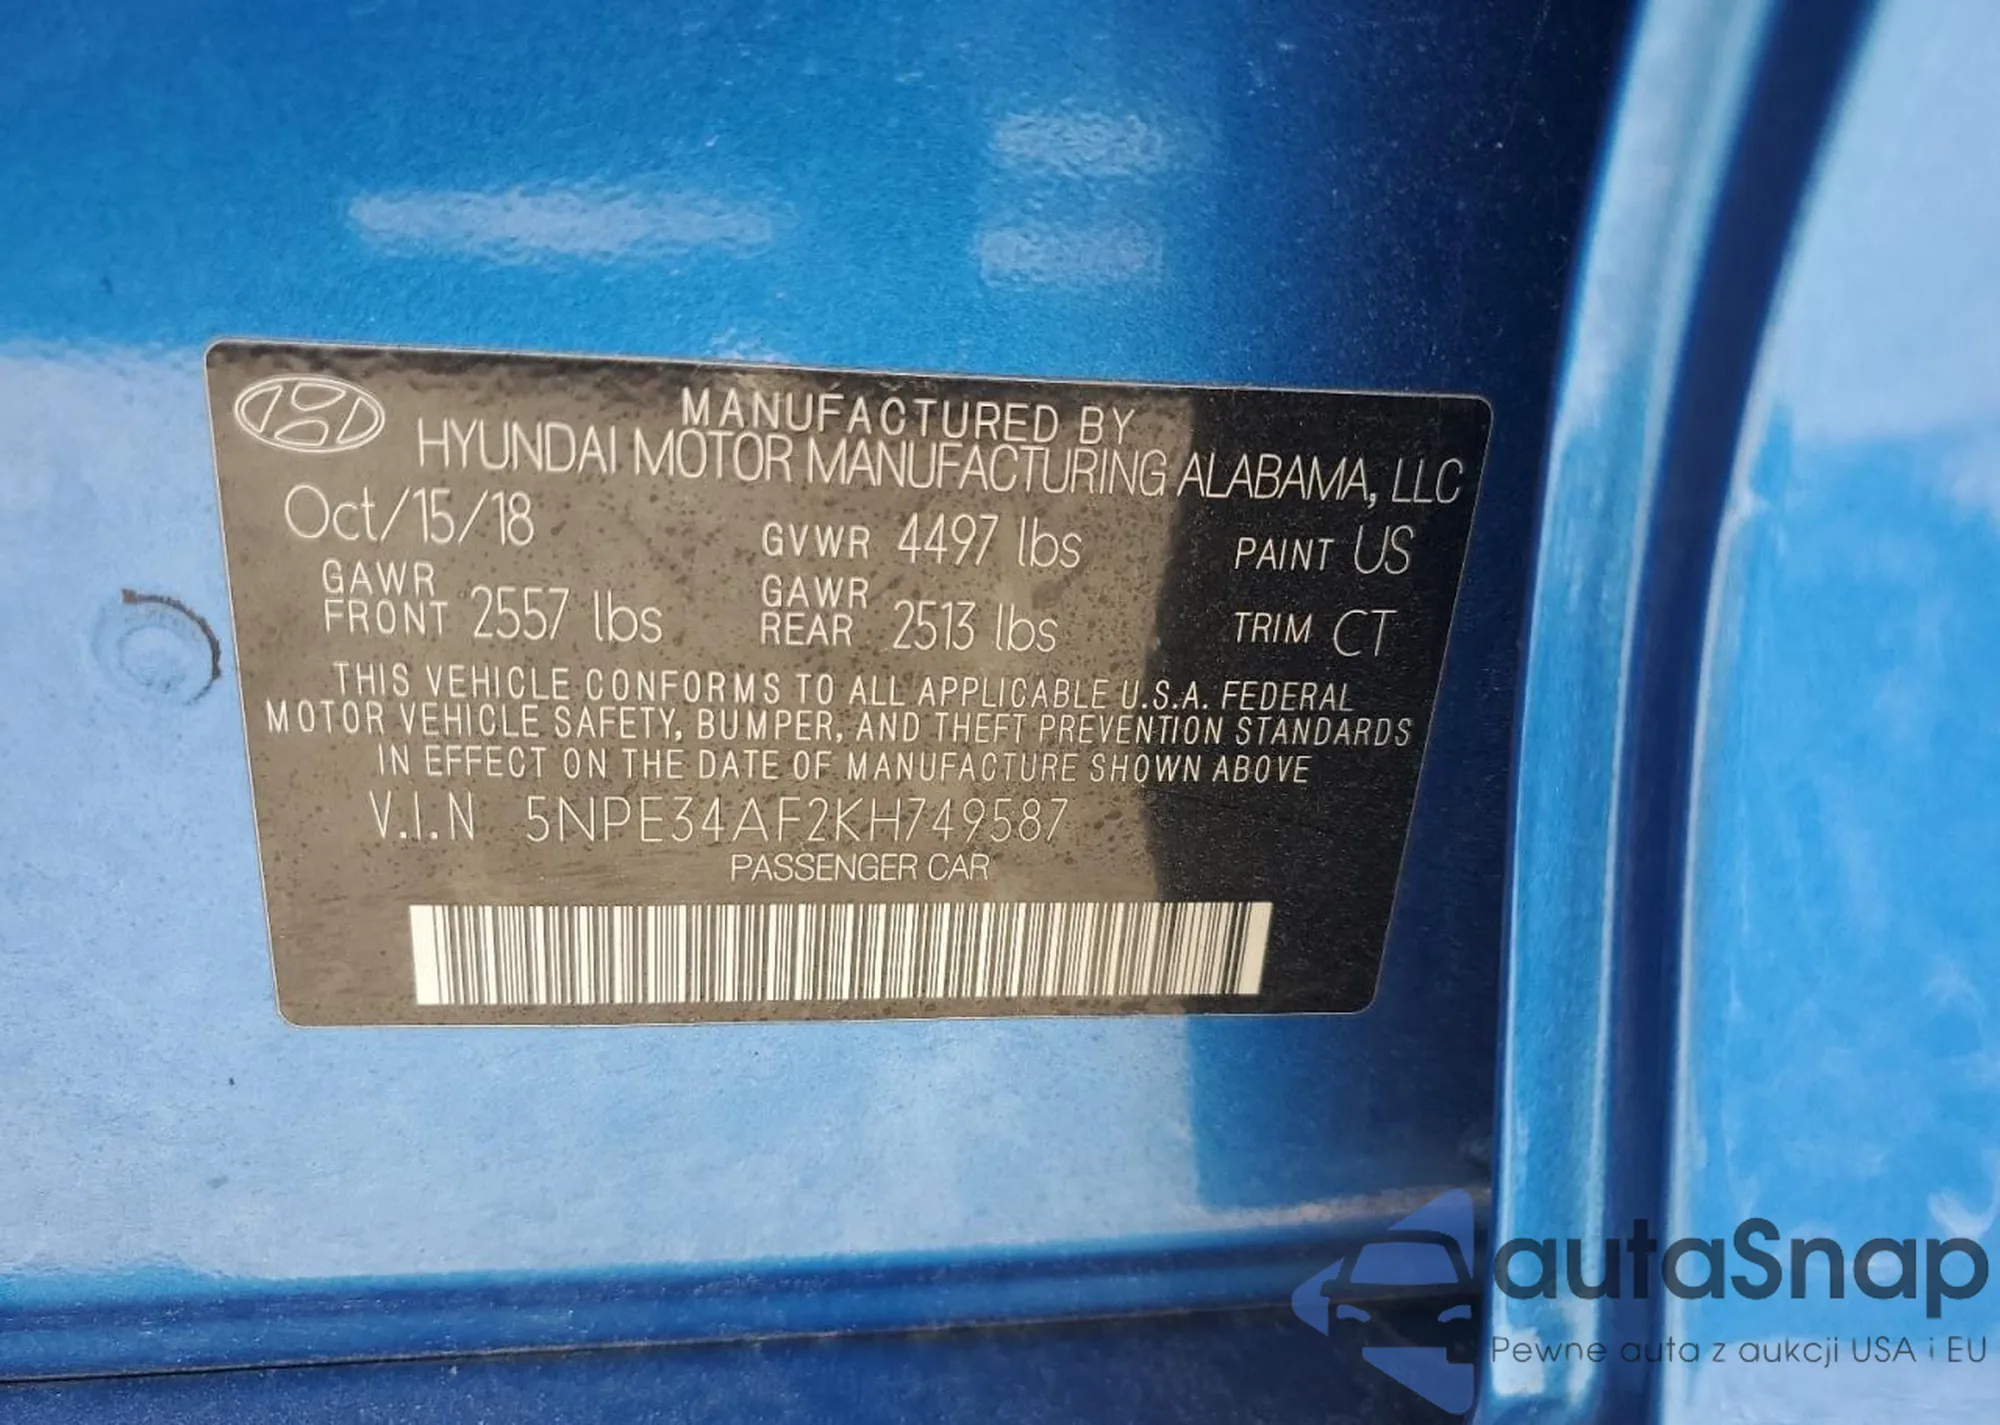 MANUFACTURED BY
HYUNDAI MOTOR MANUFACTURING ALABAMA, LLC
Oct/15/18 GVWR 4497 lbs PAINT US
GAWR FRONT 2557 lbs GAWR REAR 2513 lbs TRIM CT
THIS VEHICLE CONFORMS TO ALL APPLICABLE U.S.A. FEDERAL
MOTOR VEHICLE SAFETY, BUMPER, AND THEFT PREVENTION STANDARDS
IN EFFECT ON THE DATE OF MANUFACTURE SHOWN ABOVE
V.I.N 5NPE34AF2KH749587
PASSENGER CAR
autaSnap
Pewne auta z aukcji USA i EU